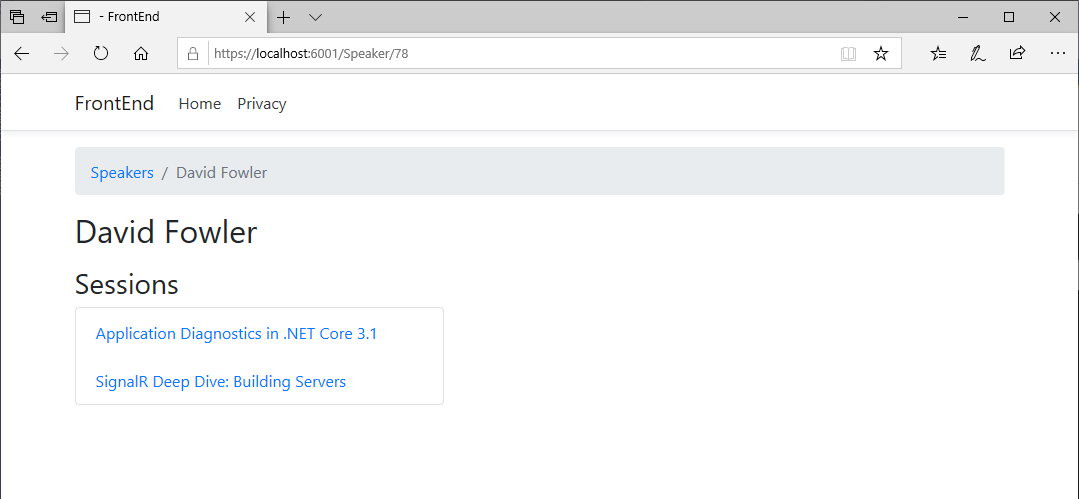 - FrontEnd
https://localhost:6001/Speaker/78
FrontEnd Home Privacy
Speakers / David Fowler
David Fowler
Sessions
Application Diagnostics in .NET Core 3.1
SignalR Deep Dive: Building Servers